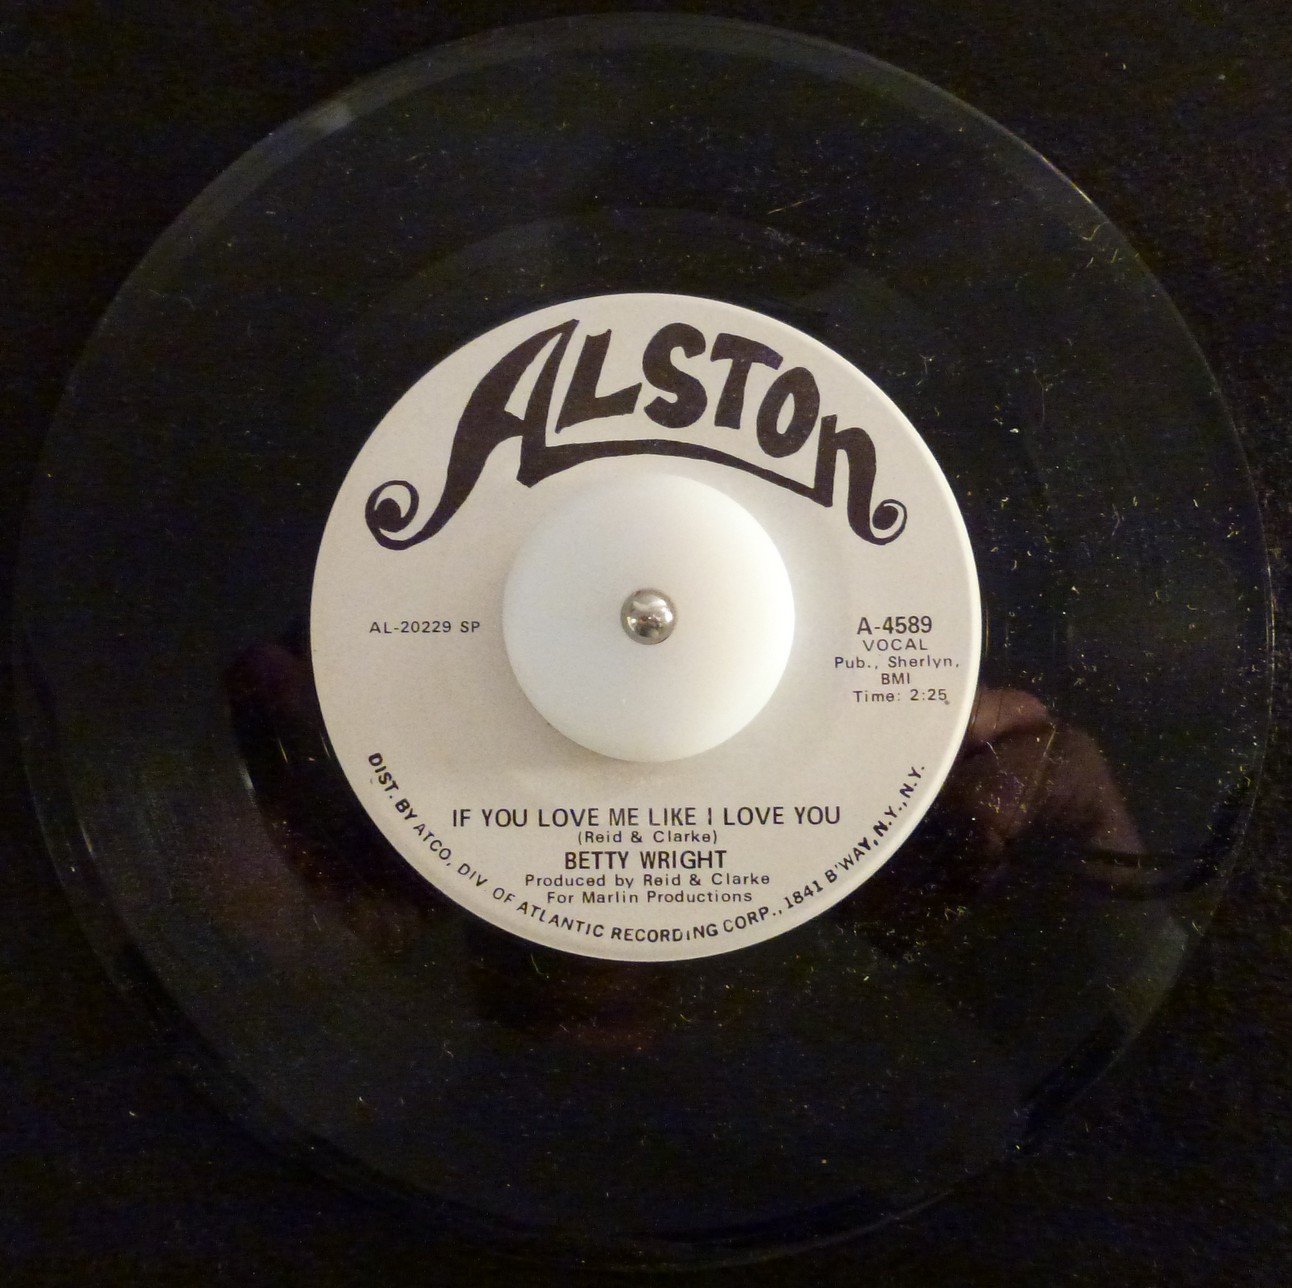 ALSTOn
AL-20229 SP
A-4589
VOCAL
Pub., Sherlyn,
BMI
Time: 2:25
IF YOU LOVE ME LIKE I LOVE YOU
(Reid & Clarke)
BETTY WRIGHT
Produced by Reid & Clarke
For Marlin Productions
DIST. BY ATCO, DIV OF ATLANTIC RECORDING CORP., 1841 B'WAY, N.Y., N.Y.